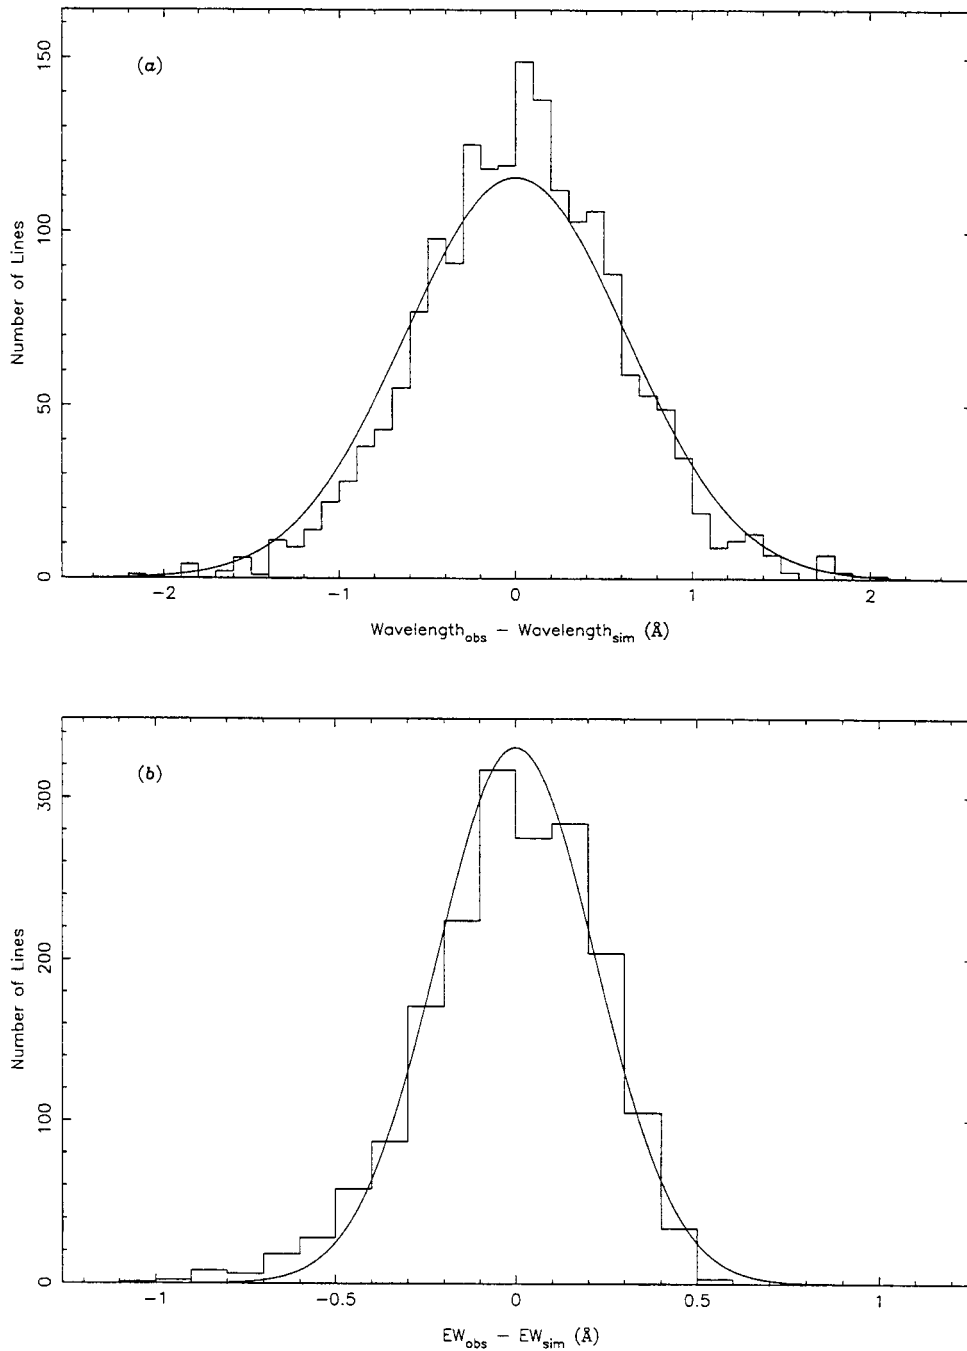 (a)
150
100
50
0
Number of Lines
−2 −1 0 1 2
Wavelength_obs − Wavelength_sim (Å)
(b)
300
200
100
0
Number of Lines
−1 −0.5 0 0.5 1
EW_obs − EW_sim (Å)